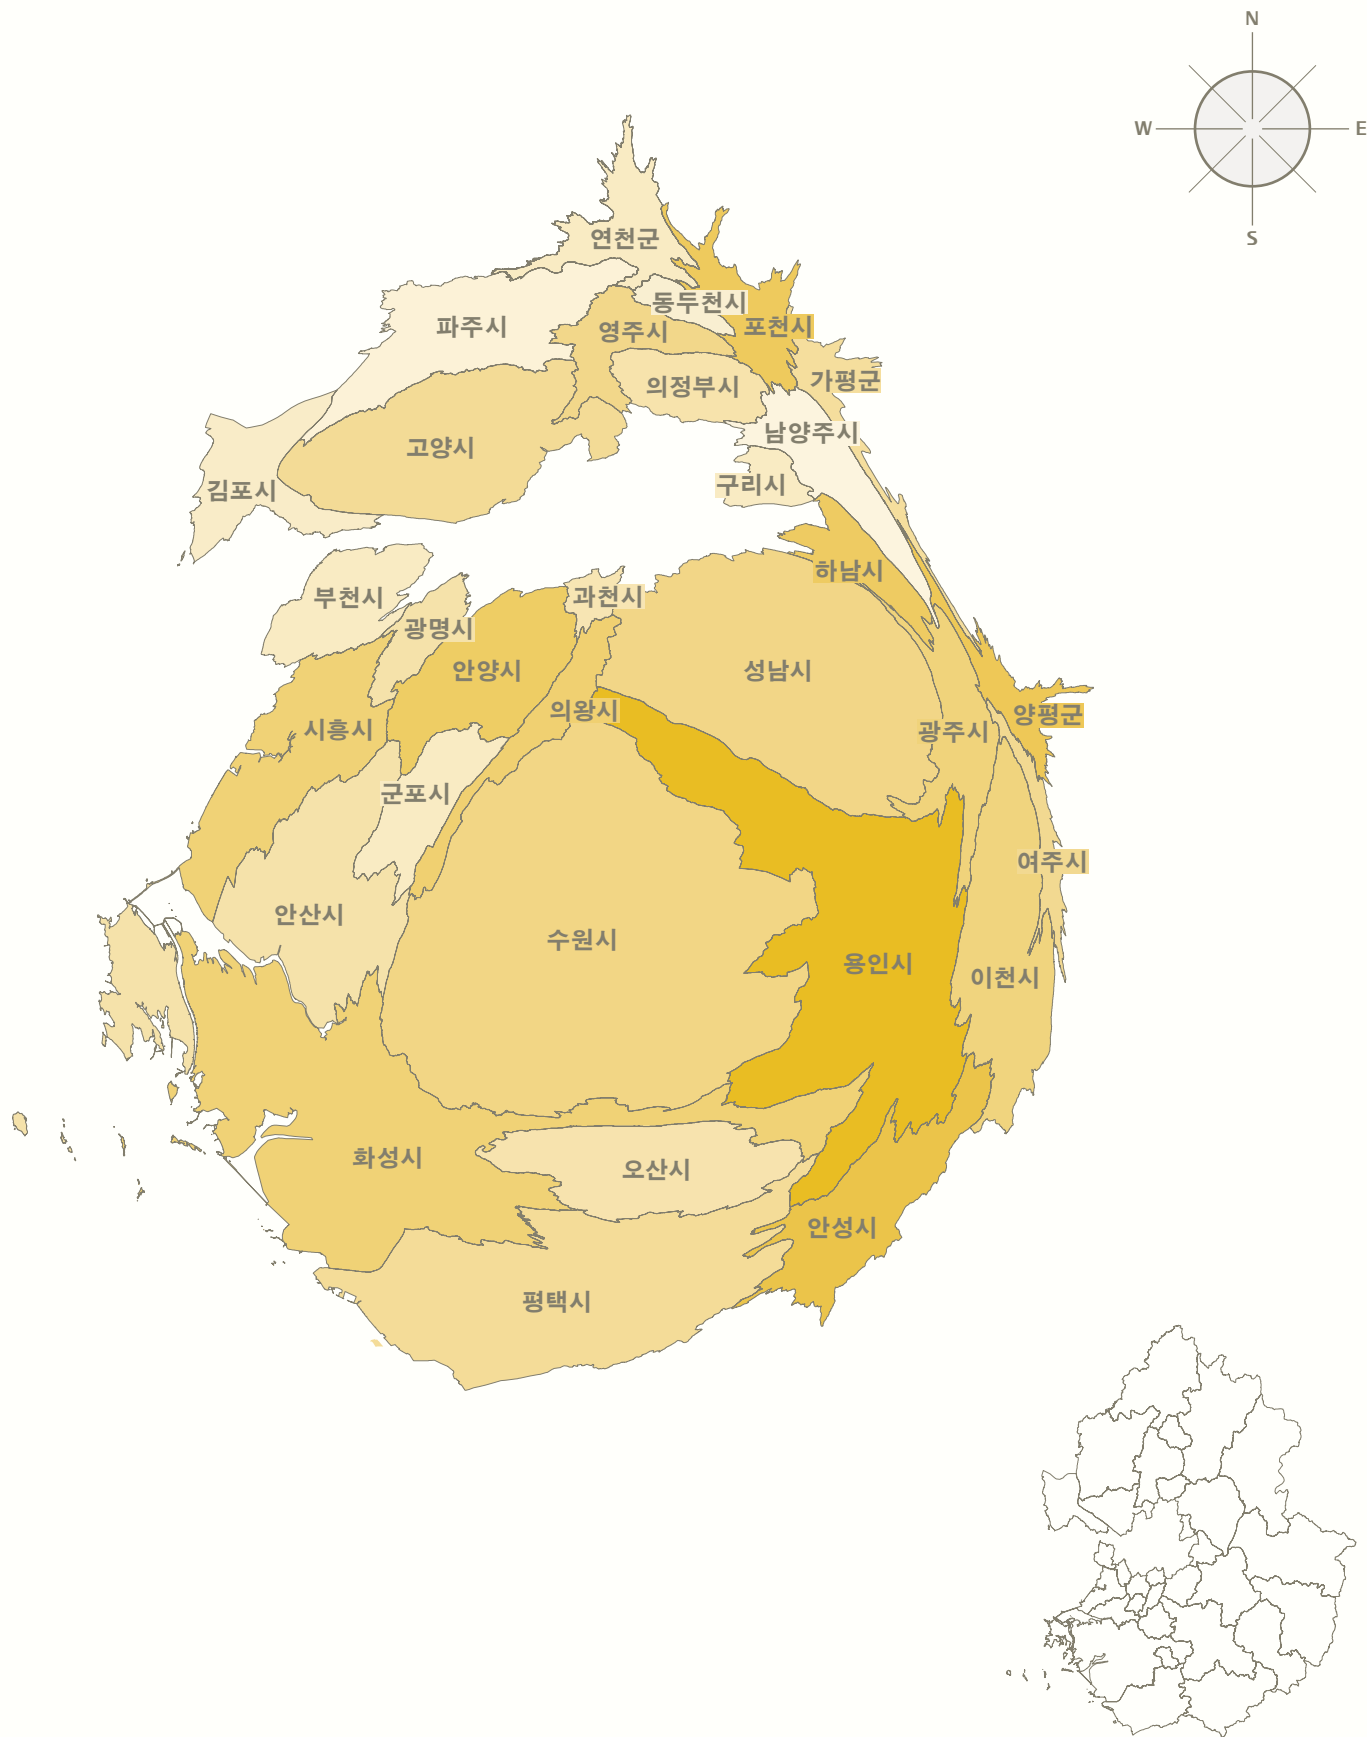 N
W
E
S
연천군
동두천시
파주시
영주시
포천시
의정부시
가평군
고양시
남양주시
김포시
구리시
하남시
부천시
과천시
광명시
안양시
성남시
의왕시
양평군
시흥시
광주시
군포시
여주시
안산시
수원시
용인시
이천시
화성시
오산시
안성시
평택시